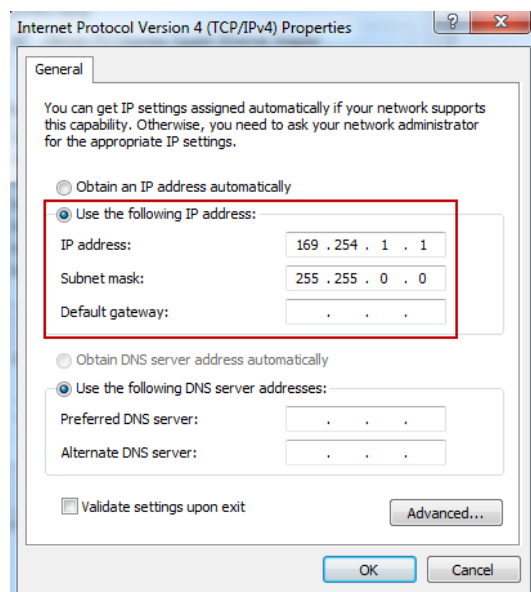 Internet Protocol Version 4 (TCP/IPv4) Properties
General
You can get IP settings assigned automatically if your network supports
this capability. Otherwise, you need to ask your network administrator
for the appropriate IP settings.
Obtain an IP address automatically
Use the following IP address:
IP address: 169 . 254 . 1 . 1
Subnet mask: 255 . 255 . 0 . 0
Default gateway: . . .
Obtain DNS server address automatically
Use the following DNS server addresses:
Preferred DNS server: . . .
Alternate DNS server: . . .
Validate settings upon exit
Advanced...
OK Cancel